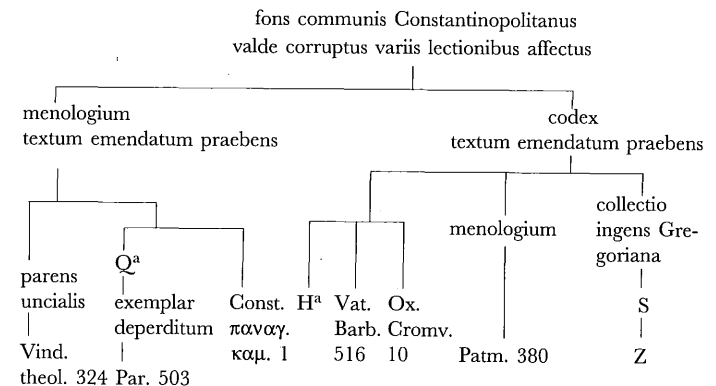 fons communis Constantinopolitanus
valde corruptus variis lectionibus affectus
menologium
textum emendatum praebens
codex
textum emendatum praebens
parens
uncialis
Vind.
theol. 324
Qᵃ
exemplar
deperditum
Par. 503
Const.
παναγ.
καμ. 1
Hᵃ
Vat.
Barb.
516
Ox.
Cromv.
10
menologium
Patm. 380
collectio
ingens Gre-
goriana
S
Z